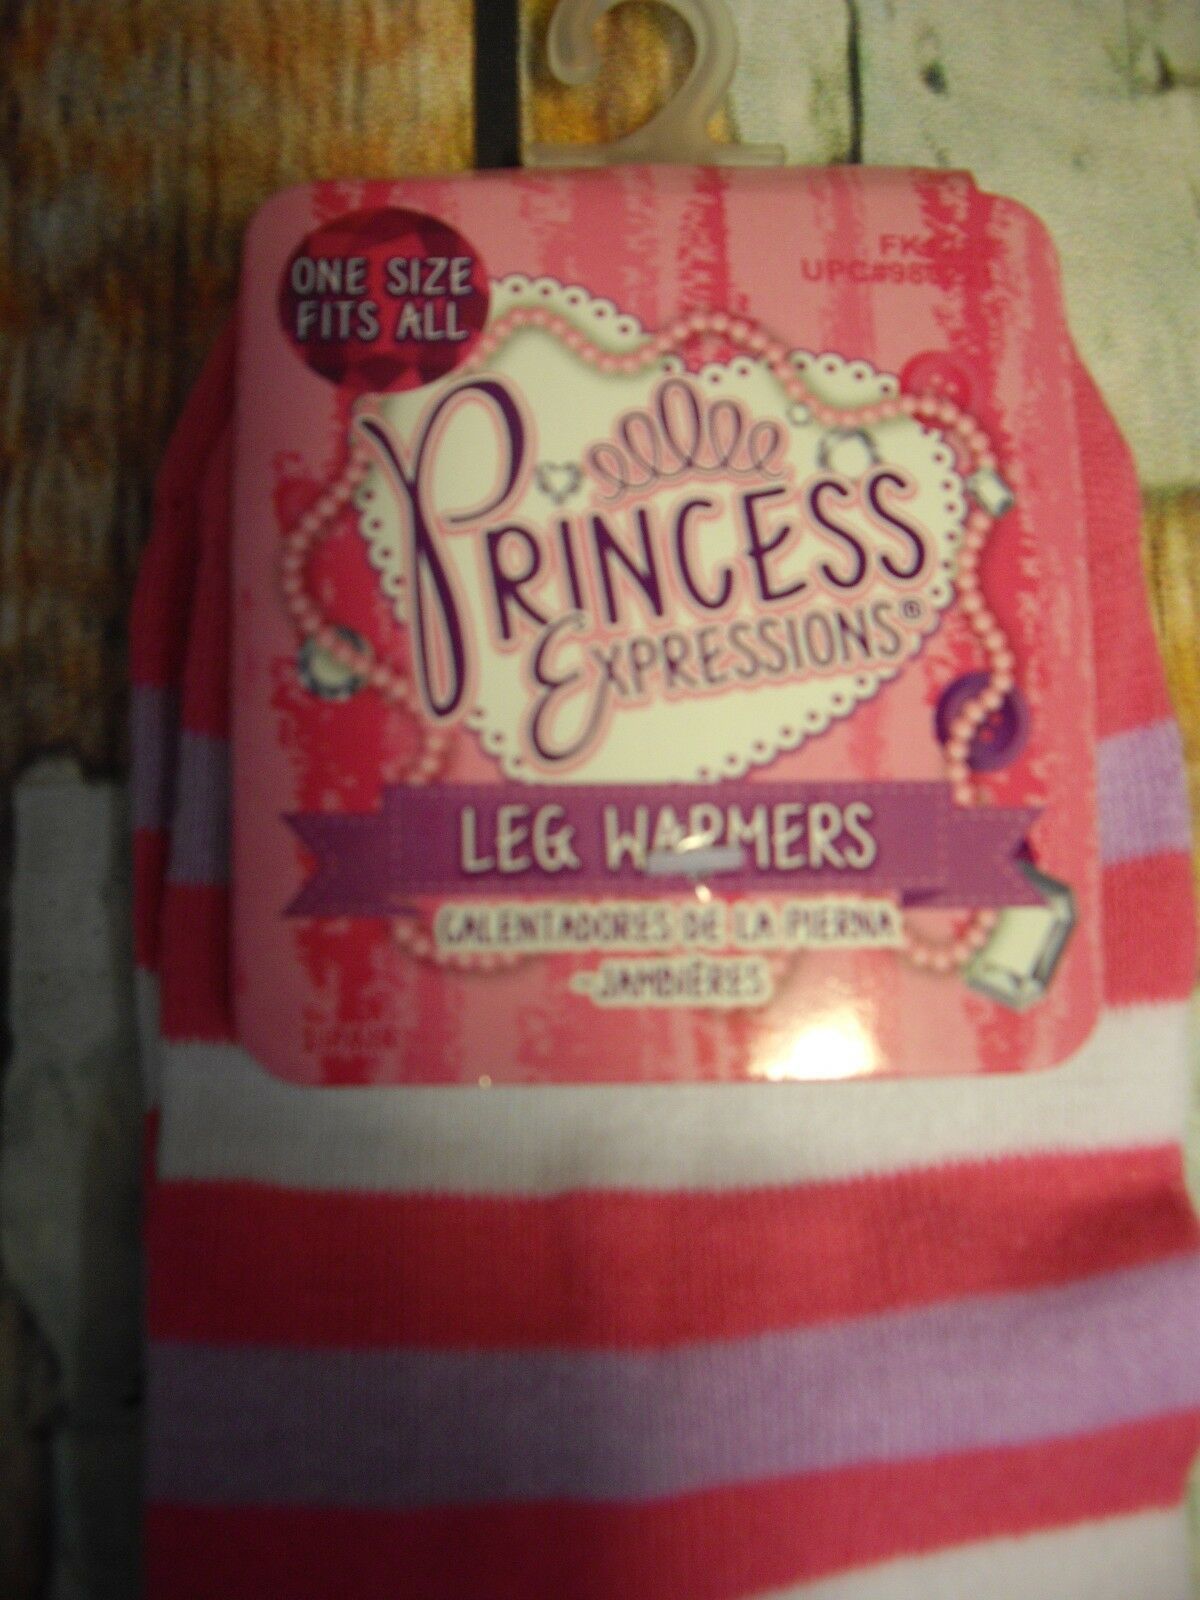 ONE SIZE
FITS ALL
PRINCESS
EXPRESSIONS®
LEG WARMERS
CALENTADORES DE LA PIERNA
-JAMBIÈRES